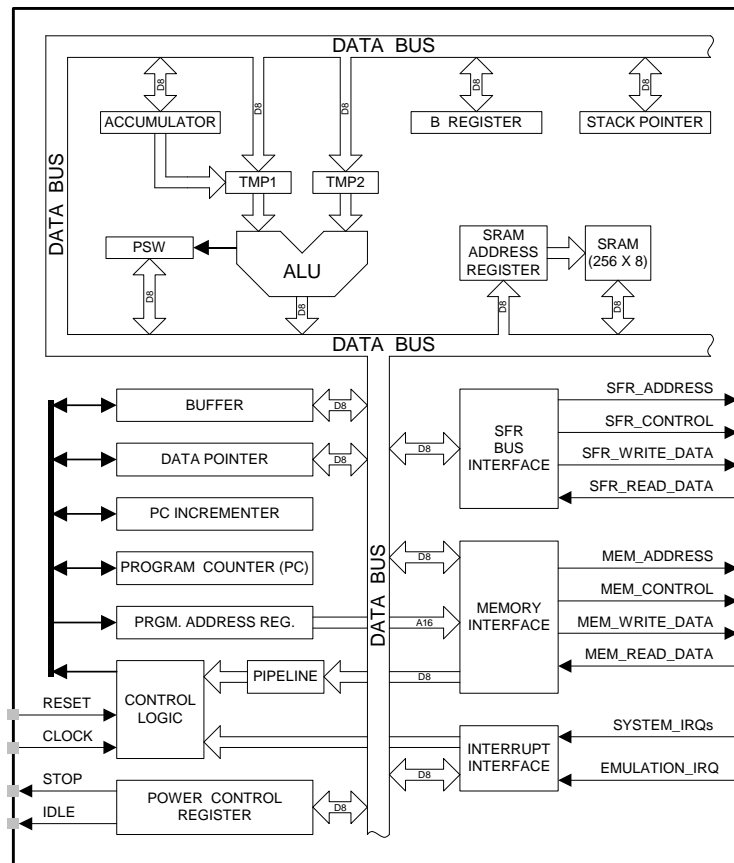 DATA BUS
D8
D8
D8
D8
D8
ACCUMULATOR
B REGISTER
STACK POINTER
DATA BUS
TMP1
TMP2
PSW
ALU
SRAM
ADDRESS
REGISTER
SRAM
(256 X 8)
D8
D8
D8
D8
DATA BUS
BUFFER
D8
DATA POINTER
D8
PC INCREMENTER
PROGRAM COUNTER (PC)
PRGM. ADDRESS REG.
A16
DATA BUS
D8
SFR
BUS
INTERFACE
SFR_ADDRESS
SFR_CONTROL
SFR_WRITE_DATA
SFR_READ_DATA
D8
MEMORY
INTERFACE
MEM_ADDRESS
MEM_CONTROL
MEM_WRITE_DATA
MEM_READ_DATA
PIPELINE
D8
RESET
CLOCK
CONTROL
LOGIC
INTERRUPT
INTERFACE
D8
SYSTEM_IRQs
EMULATION_IRQ
STOP
IDLE
POWER CONTROL
REGISTER
D8